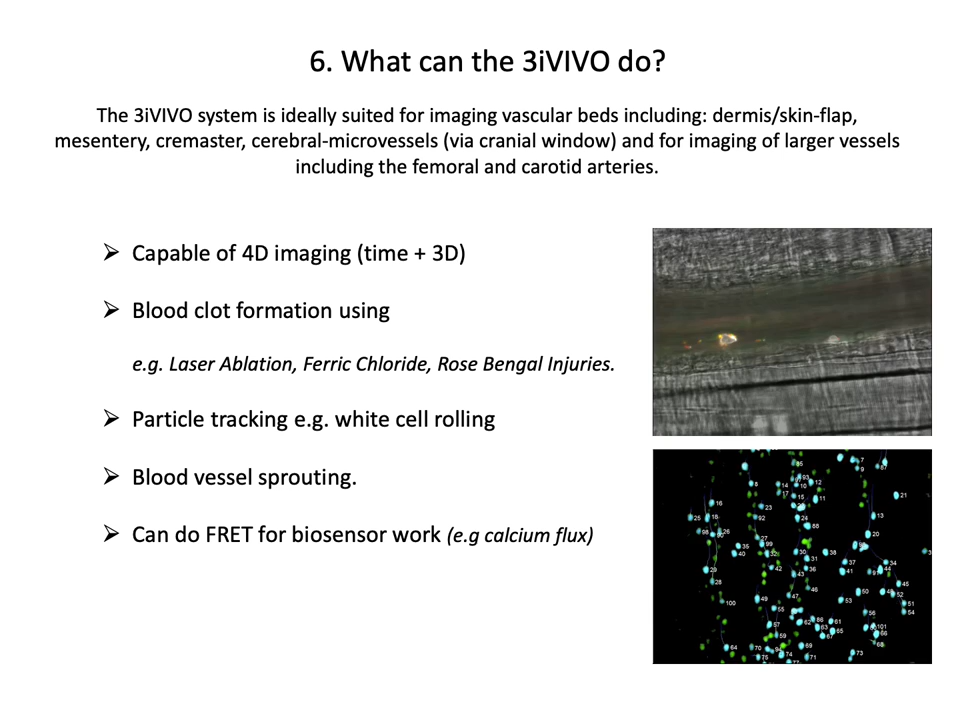 6. What can the 3iVIVO do?
The 3iVIVO system is ideally suited for imaging vascular beds including: dermis/skin-flap,
mesentery, cremaster, cerebral-microvessels (via cranial window) and for imaging of larger vessels
including the femoral and carotid arteries.
➢ Capable of 4D imaging (time + 3D)
➢ Blood clot formation using
e.g. Laser Ablation, Ferric Chloride, Rose Bengal Injuries.
➢ Particle tracking e.g. white cell rolling
➢ Blood vessel sprouting.
➢ Can do FRET for biosensor work (e.g calcium flux)